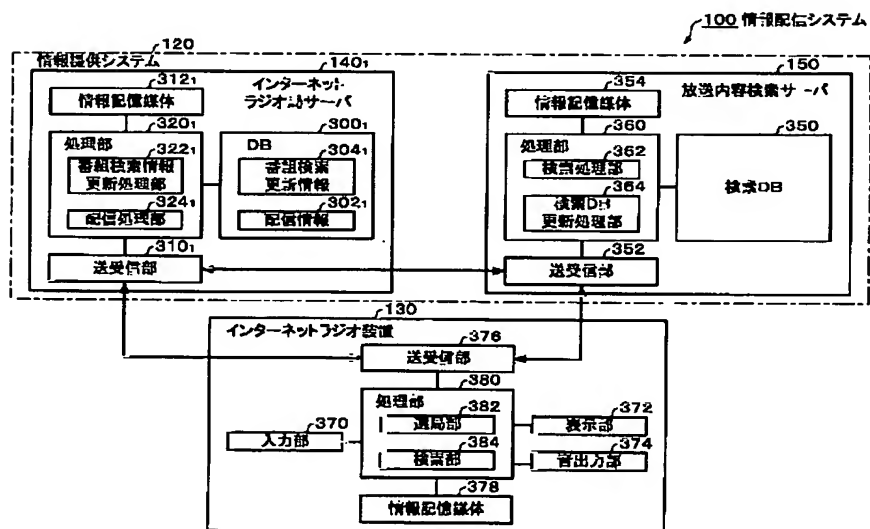 100 情報配信システム
120
情報提供システム
140₁
インターネット
ラジオ局サーバ
312₁
情報記憶媒体
320₁
処理部
322₁
番組検索情報
更新処理部
324₁
配信処理部
300₁
DB
304₁
番組検索
更新情報
302₁
配信情報
310₁
送受信部
150
放送内容検索サーバ
354
情報記憶媒体
360
処理部
362
検索処理部
364
検索DB
更新処理部
350
検索DB
352
送受信部
130
インターネットラジオ装置
376
送受信部
380
処理部
382
選局部
384
検索部
370
入力部
372
表示部
374
音出力部
378
情報記憶媒体